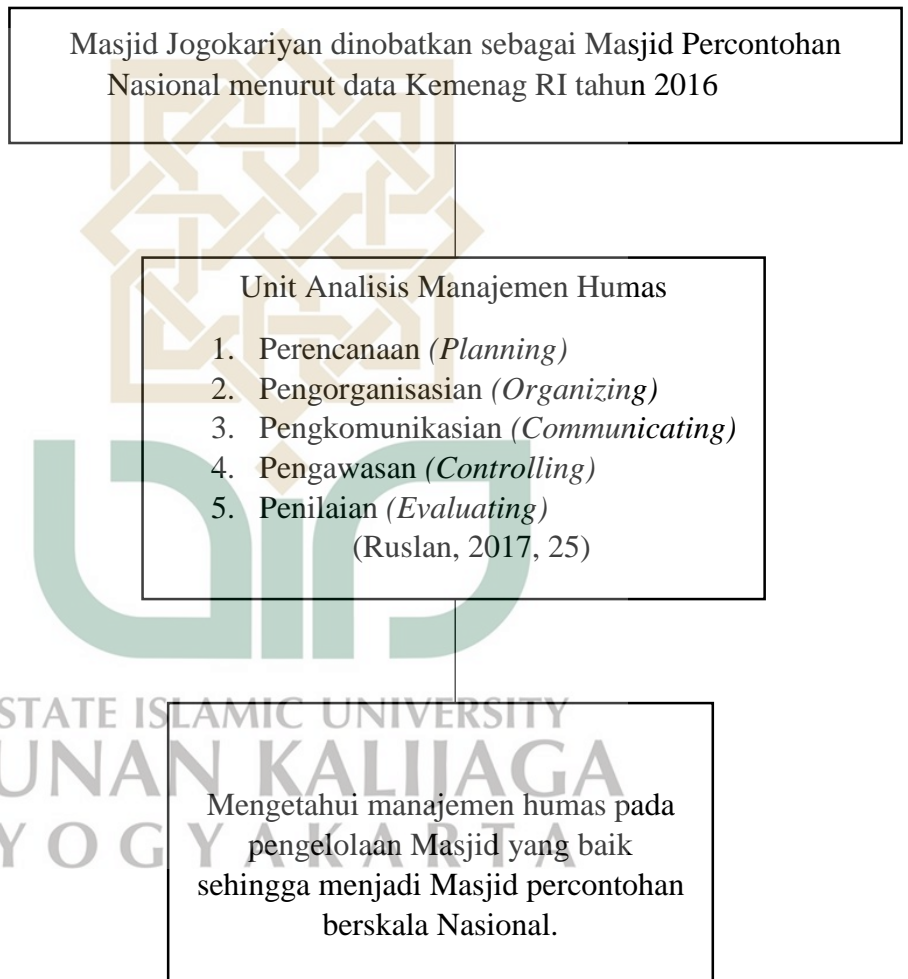 Masjid Jogokariyan dinobatkan sebagai Masjid Percontohan
Nasional menurut data Kemenag RI tahun 2016
Unit Analisis Manajemen Humas
1. Perencanaan (Planning)
2. Pengorganisasian (Organizing)
3. Pengkomunikasian (Communicating)
4. Pengawasan (Controlling)
5. Penilaian (Evaluating)
(Ruslan, 2017, 25)
STATE ISLAMIC UNIVERSITY
UNAN KALIJAGA
YOGYAKARTA
Mengetahui manajemen humas pada
pengelolaan Masjid yang baik
sehingga menjadi Masjid percontohan
berskala Nasional.